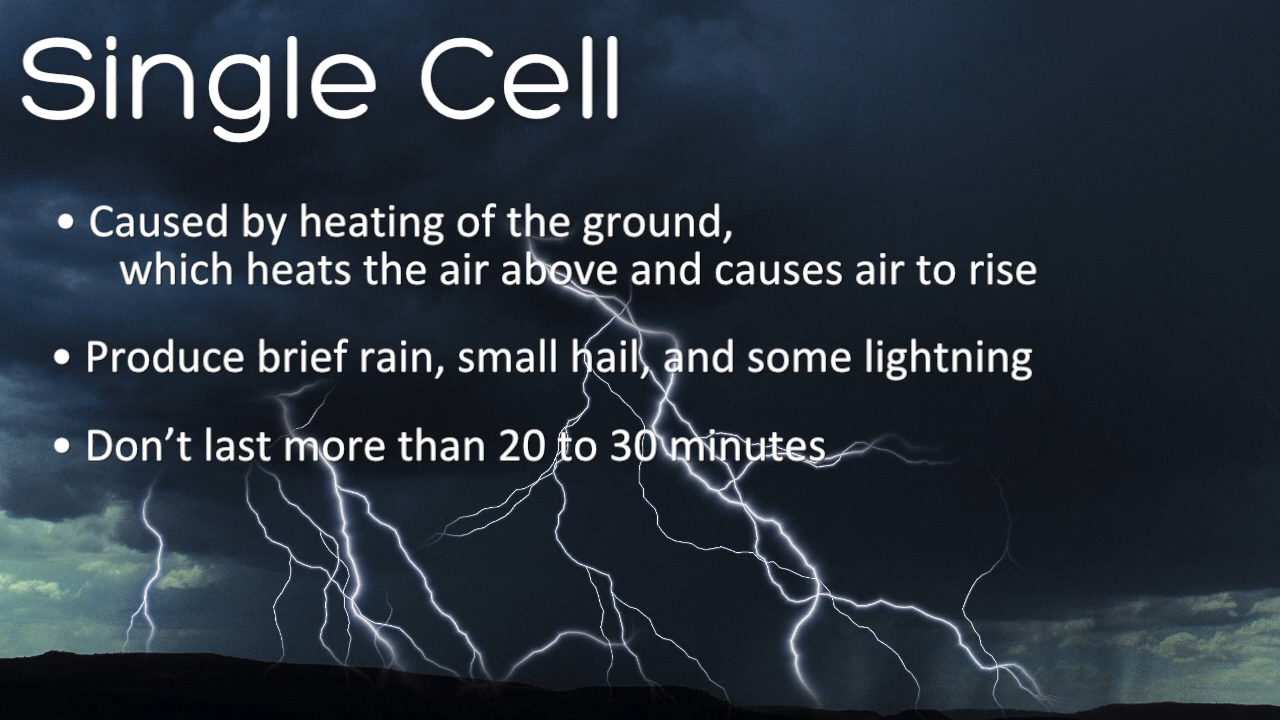 Single Cell
• Caused by heating of the ground,
which heats the air above and causes air to rise
• Produce brief rain, small hail, and some lightning
• Don’t last more than 20 to 30 minutes